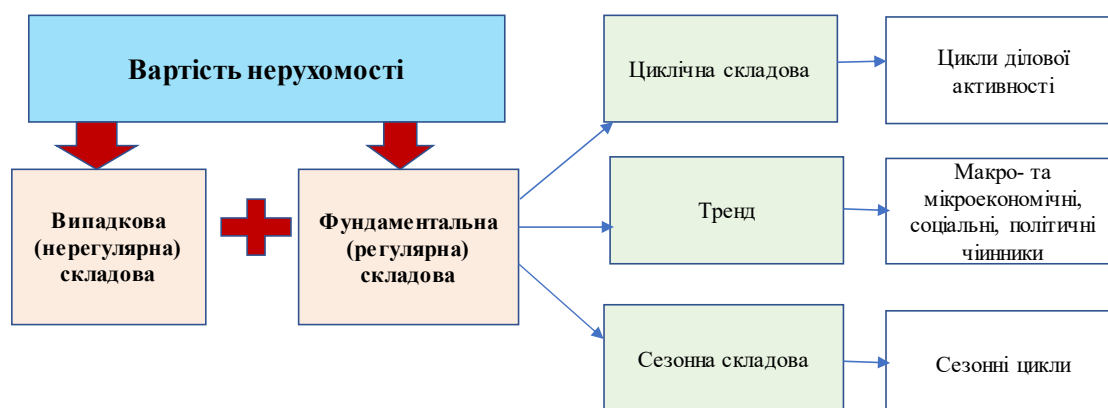 Вартість нерухомості
Випадкова
(нерегулярна)
складова
Фундаментальна
(регулярна)
складова
Циклічна складова
Цикли ділової
активності
Тренд
Макро- та
мікроекономічні,
соціальні, політичні
чіинники
Сезонна складова
Сезонні цикли